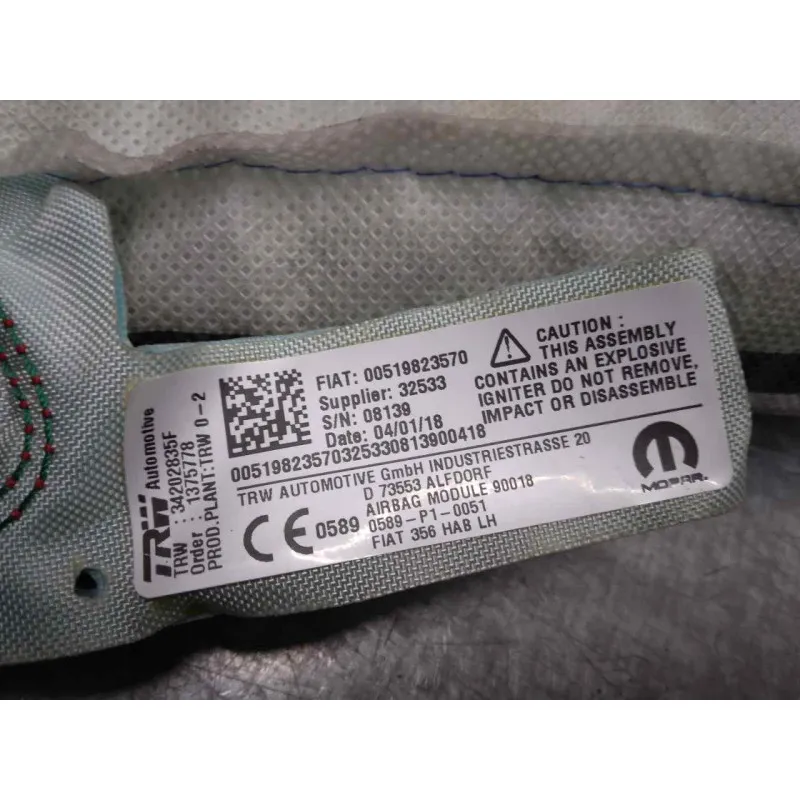 TRW Automotive
TRW : 34202835F
Order : 1375778
PROD.PLANT:TRW 0-2
FIAT: 00519823570
Supplier: 32533
S/N: 08139
Date: 04/01/18
00519823570325330813900418
CAUTION :
THIS ASSEMBLY
CONTAINS AN EXPLOSIVE
IGNITER DO NOT REMOVE,
IMPACT OR DISASSEMBLE
TRW AUTOMOTIVE GmbH INDUSTRIESTRASSE 20
D 73553 ALFDORF
AIRBAG MODULE 90018
CE 0589 0589-P1-0051
FIAT 356 HAB LH
MOPAR.